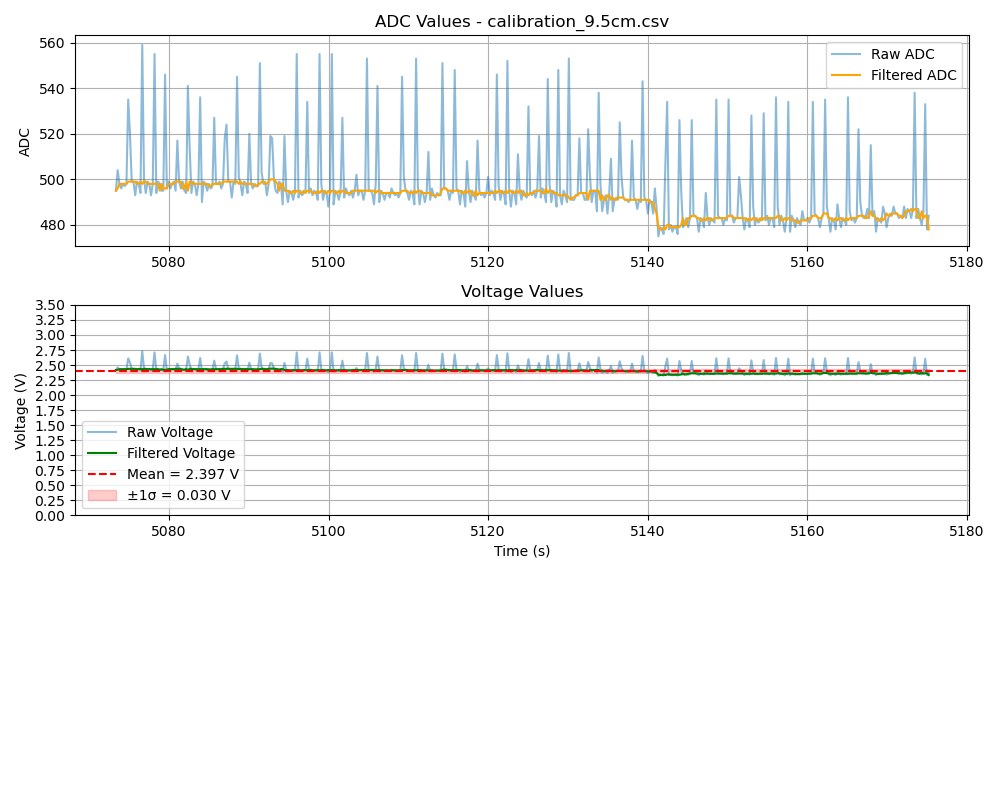 ADC Values - calibration_9.5cm.csv
560
540
520
500
480
ADC
Raw ADC
Filtered ADC
5080 5100 5120 5140 5160 5180
Voltage Values
3.50
3.25
3.00
2.75
2.50
2.25
2.00
1.75
1.50
1.25
1.00
0.75
0.50
0.25
0.00
Voltage (V)
Raw Voltage
Filtered Voltage
Mean = 2.397 V
±1σ = 0.030 V
5080 5100 5120 5140 5160 5180
Time (s)